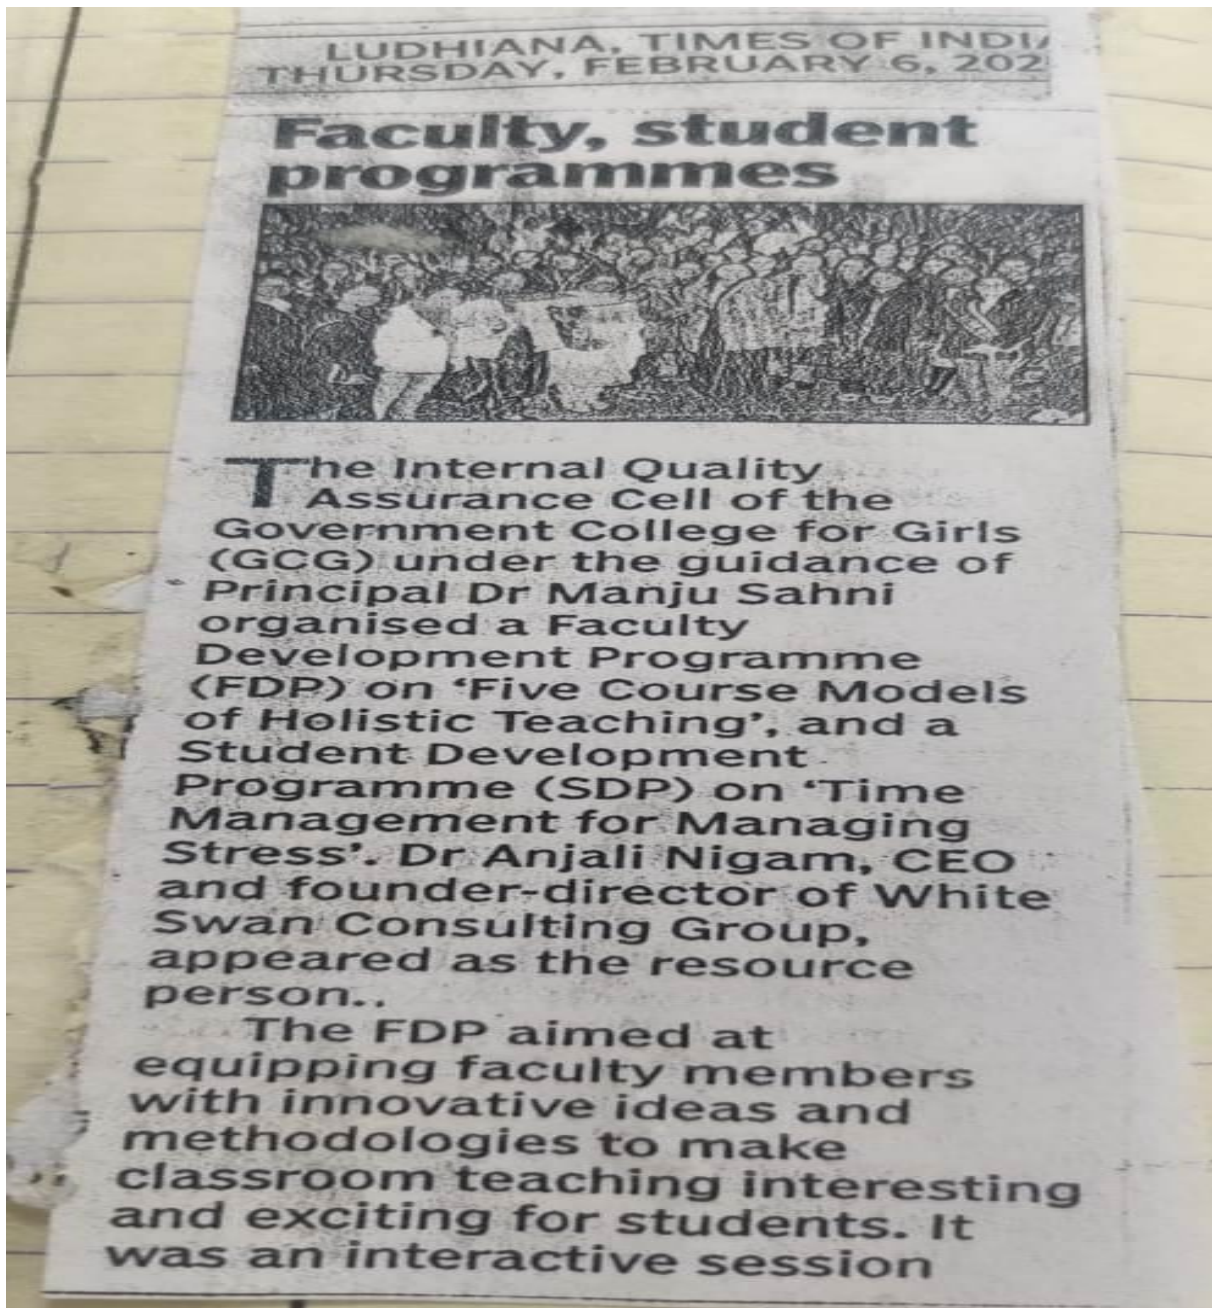 LUDHIANA, TIMES OF INDIA
THURSDAY, FEBRUARY 6, 202
Faculty, student
programmes
The Internal Quality
Assurance Cell of the
Government College for Girls
(GCG) under the guidance of
Principal Dr Manju Sahni
organised a Faculty
Development Programme
(FDP) on ‘Five Course Models
of Holistic Teaching’, and a
Student Development
Programme (SDP) on ‘Time
Management for Managing
Stress’. Dr Anjali Nigam, CEO
and founder-director of White
Swan Consulting Group,
appeared as the resource
person..
The FDP aimed at
equipping faculty members
with innovative ideas and
methodologies to make
classroom teaching interesting
and exciting for students. It
was an interactive session